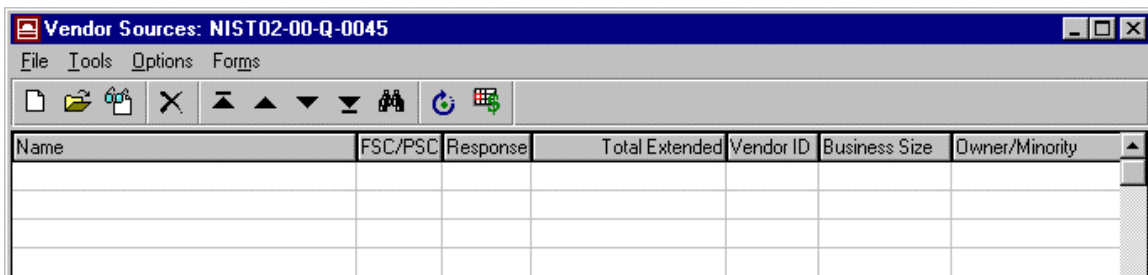 Vendor Sources: NIST02-00-Q-0045
File Tools Options Forms
Name FSC/PSC Response Total Extended Vendor ID Business Size Owner/Minority